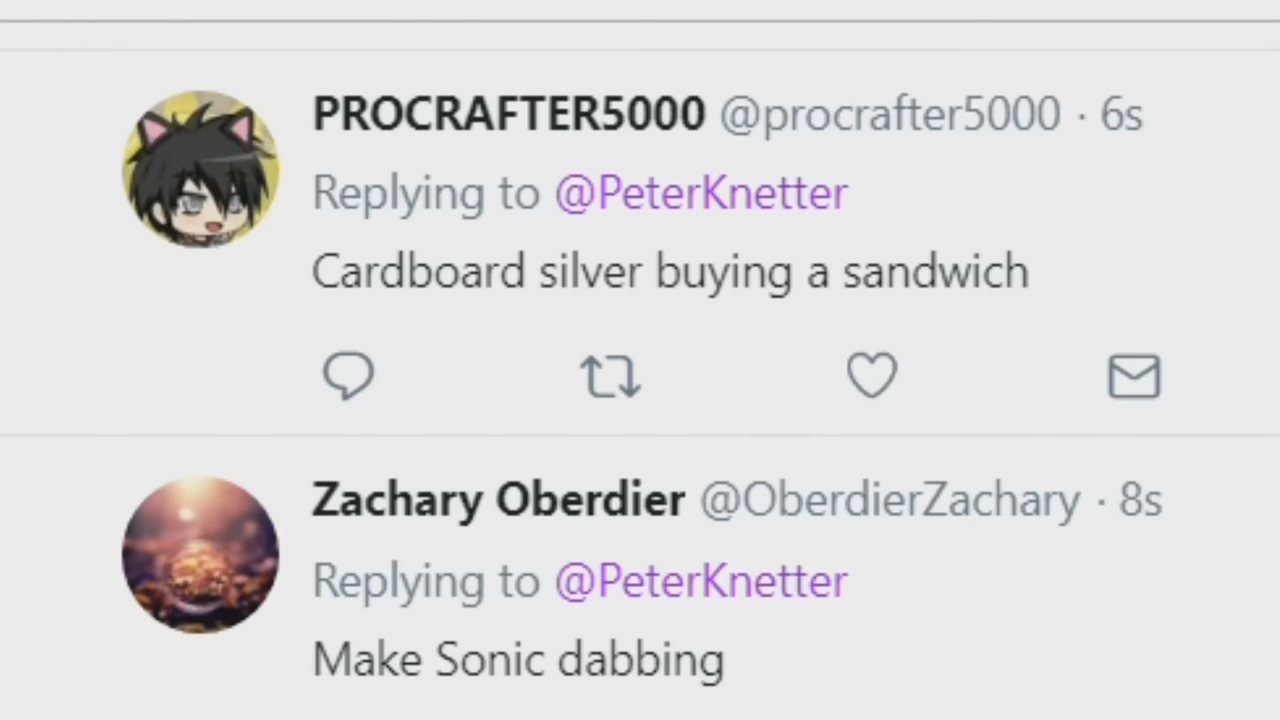 PROCRAFTER5000 @procrafter5000 · 6s
Replying to @PeterKnetter
Cardboard silver buying a sandwich
Zachary Oberdier @OberdierZachary · 8s
Replying to @PeterKnetter
Make Sonic dabbing